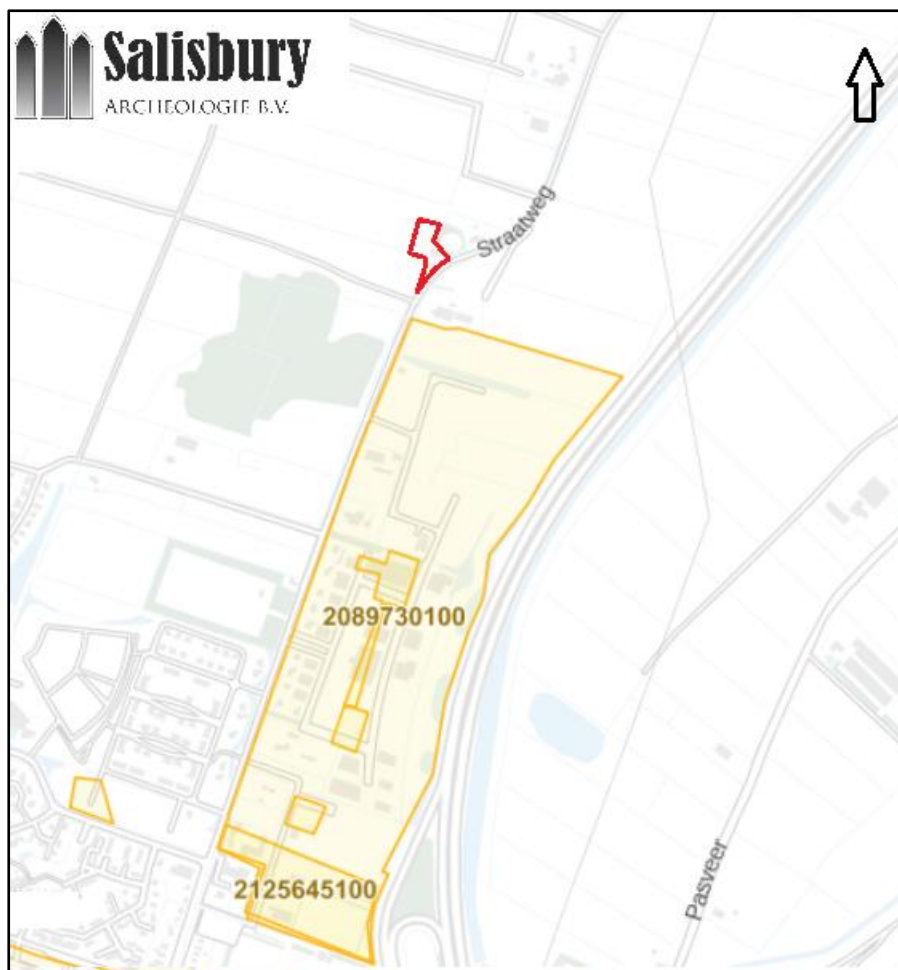 Salisbury
ARCHEOLOGIE B.V.
Straatweg
2089730100
2125645100
Pasveer